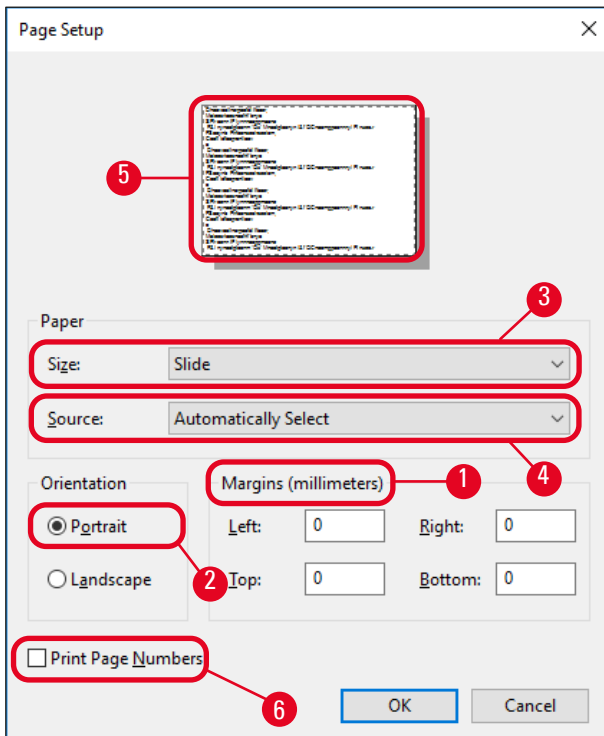 Page Setup
5
3
Paper
Size: Slide
Source: Automatically Select
4
Orientation
Margins (millimeters)
1
Portrait
Left: 0 Right: 0
2
Landscape
Top: 0 Bottom: 0
Print Page Numbers
6
OK Cancel